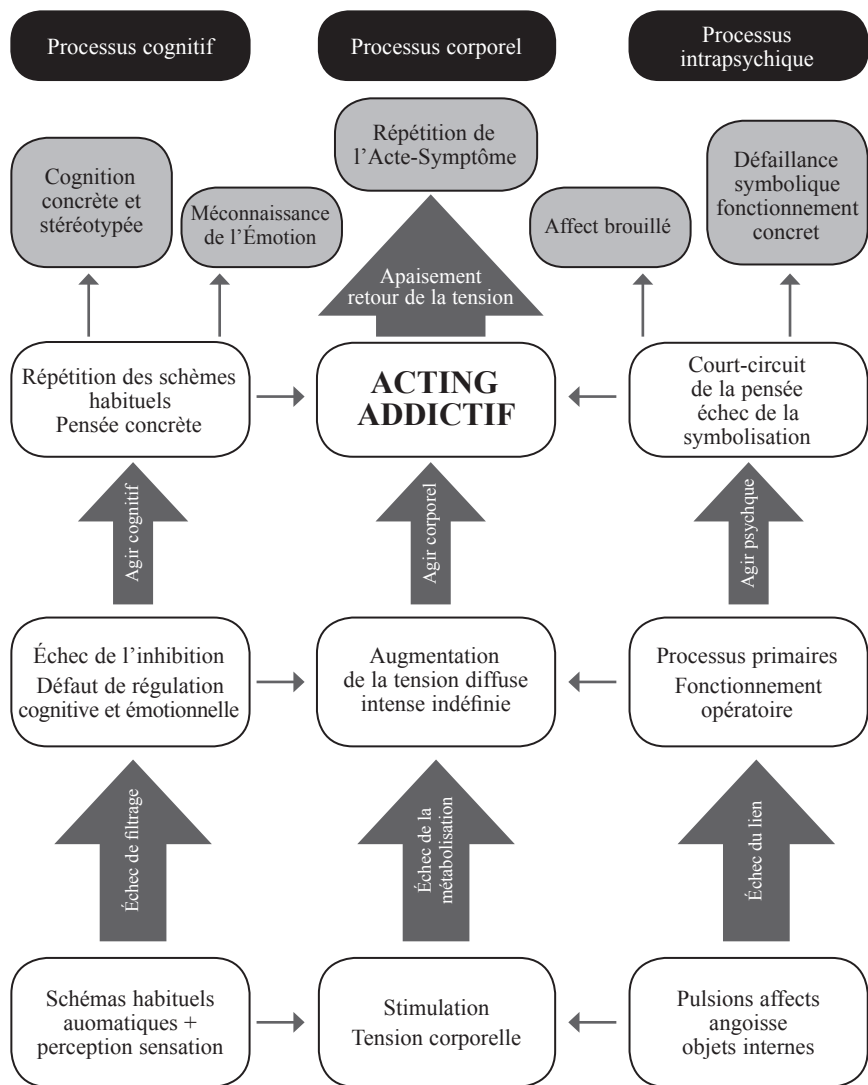 Processus cognitif
Processus corporel
Processus
intrapsychique
Cognition
concrète et
stéréotypée
Méconnaissance
de l’Émotion
Répétition de
l’Acte-Symptôme
Affect brouillé
Défaillance
symbolique
fonctionnement
concret
Apaisement
retour de la tension
Répétition des schèmes
habituels
Pensée concrète
ACTING
ADDICTIF
Court-circuit
de la pensée
échec de la
symbolisation
Agir cognitif
Agir corporel
Agir psychque
Échec de l’inhibition
Défaut de régulation
cognitive et émotionnelle
Augmentation
de la tension diffuse
intense indéfinie
Processus primaires
Fonctionnement
opératoire
Échec de filtrage
Échec de la
métabolisation
Échec du lien
Schémas habituels
auomatiques +
perception sensation
Stimulation
Tension corporelle
Pulsions affects
angoisse
objets internes